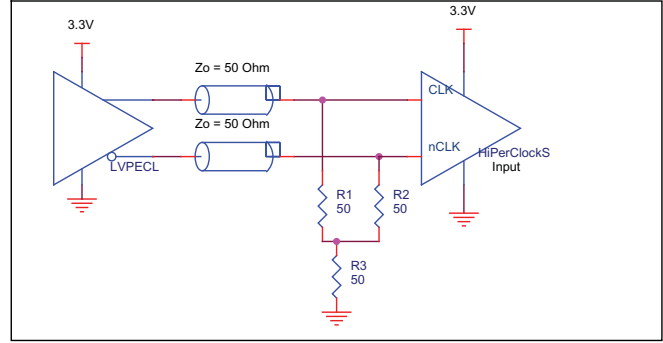 3.3V
3.3V
Zo = 50 Ohm
CLK
Zo = 50 Ohm
nCLK
LVPECL
HiPerClockS
Input
R1
50
R2
50
R3
50